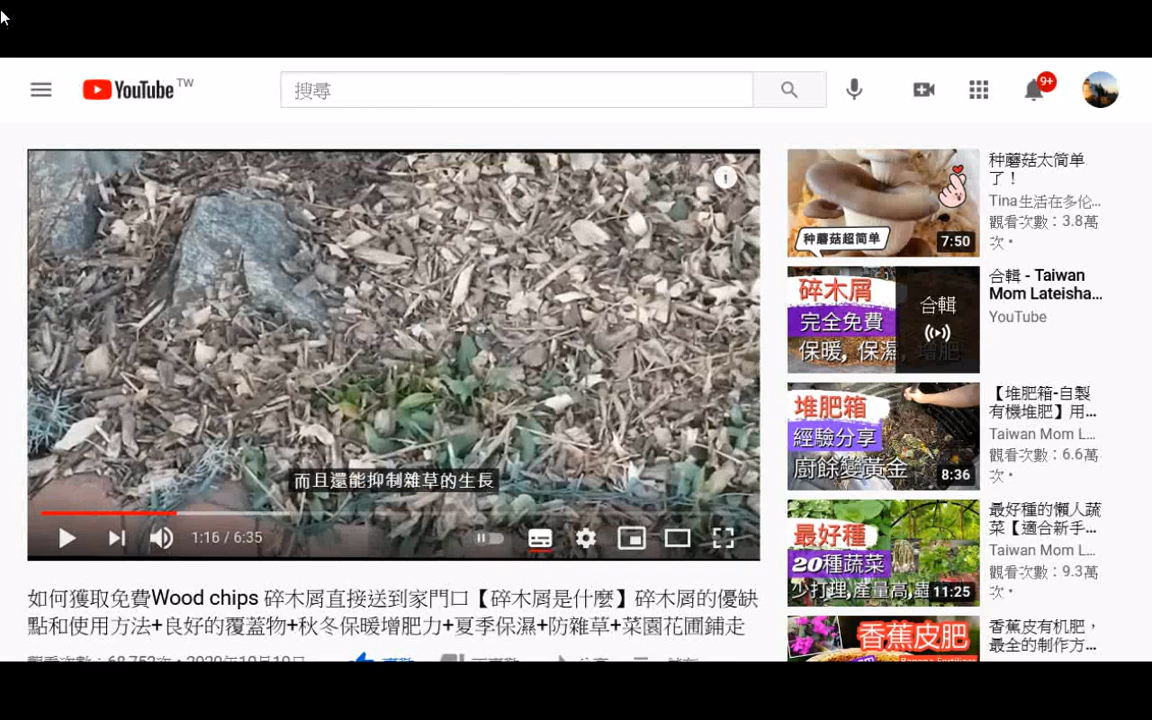 YouTube TW
搜尋
9+
而且還能抑制雜草的生長
1:16 / 6:35
如何獲取免費Wood chips 碎木屑直接送到家門口【碎木屑是什麼】碎木屑的優缺
點和使用方法+良好的覆蓋物+秋冬保暖增肥力+夏季保濕+防雜草+菜園花圃鋪走
种蘑菇超简单
7:50
种蘑菇太简单
了！
Tina生活在多伦...
觀看次數：3.8萬
次・
碎木屑
完全免費
保暖, 保濕, 增肥
合輯
合輯 - Taiwan
Mom Lateisha...
YouTube
堆肥箱
經驗分享
廚餘變黃金
8:36
【堆肥箱-自製
有機堆肥】用...
Taiwan Mom L...
觀看次數：6.6萬
次・
最好種
20種蔬菜
少打理,產量高,蟲
11:25
最好種的懶人蔬
菜【適合新手...
Taiwan Mom L...
觀看次數：9.3萬
次・
香蕉皮肥
香蕉皮有机肥，
最全的制作方...